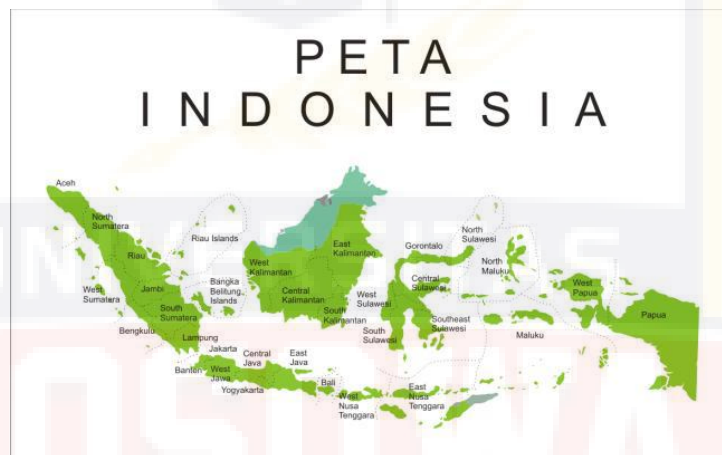 PETA
INDONESIA
Aceh
North
Sumatera
Riau
Riau Islands
West
Sumatera
Jambi
Bangka
Belitung,
Islands
South
Sumatera
Bengkulu
Lampung
Jakarta
Banten
West
Jawa
Central
Java
Yogyakarta
East
Java
Bali
West
Nusa
Tenggara
East
Nusa
Tenggara
West
Kalimantan
Central
Kalimantan
East
Kalimantan
South
Kalimantan
Gorontalo
North
Sulawesi
Central
Sulawesi
West
Sulawesi
South
Sulawesi
Southeast
Sulewesi
North
Maluku
Maluku
West
Papua
Papua